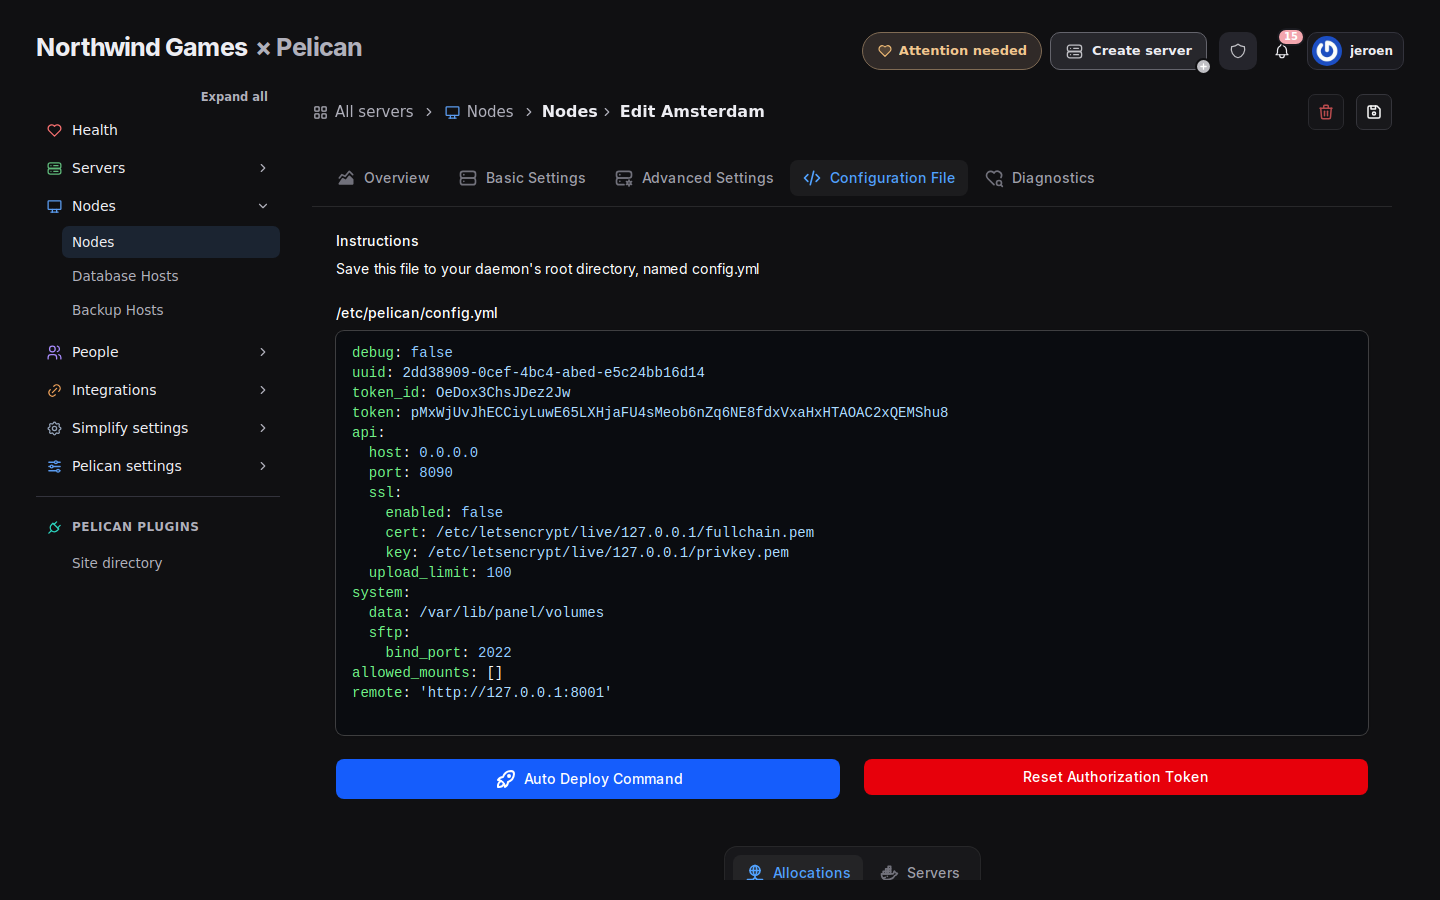 Northwind Games × Pelican
Attention needed
Create server
15
jeroen
Expand all
Health
Servers
Nodes
Nodes
Database Hosts
Backup Hosts
People
Integrations
Simplify settings
Pelican settings
PELICAN PLUGINS
Site directory
All servers > Nodes > Nodes > Edit Amsterdam
Overview
Basic Settings
Advanced Settings
Configuration File
Diagnostics
Instructions
Save this file to your daemon's root directory, named config.yml
/etc/pelican/config.yml
debug: false
uuid: 2dd38909-0cef-4bc4-abed-e5c24bb16d14
token_id: OeDox3ChsJDez2Jw
token: pMxWjUvJhECCiyLuwE65LXHjaFU4sMeob6nZq6NE8fdxVxaHxHTAOAC2xQEMShu8
api:
  host: 0.0.0.0
  port: 8090
  ssl:
    enabled: false
    cert: /etc/letsencrypt/live/127.0.0.1/fullchain.pem
    key: /etc/letsencrypt/live/127.0.0.1/privkey.pem
  upload_limit: 100
system:
  data: /var/lib/panel/volumes
  sftp:
    bind_port: 2022
allowed_mounts: []
remote: 'http://127.0.0.1:8001'
Auto Deploy Command
Reset Authorization Token
Allocations
Servers